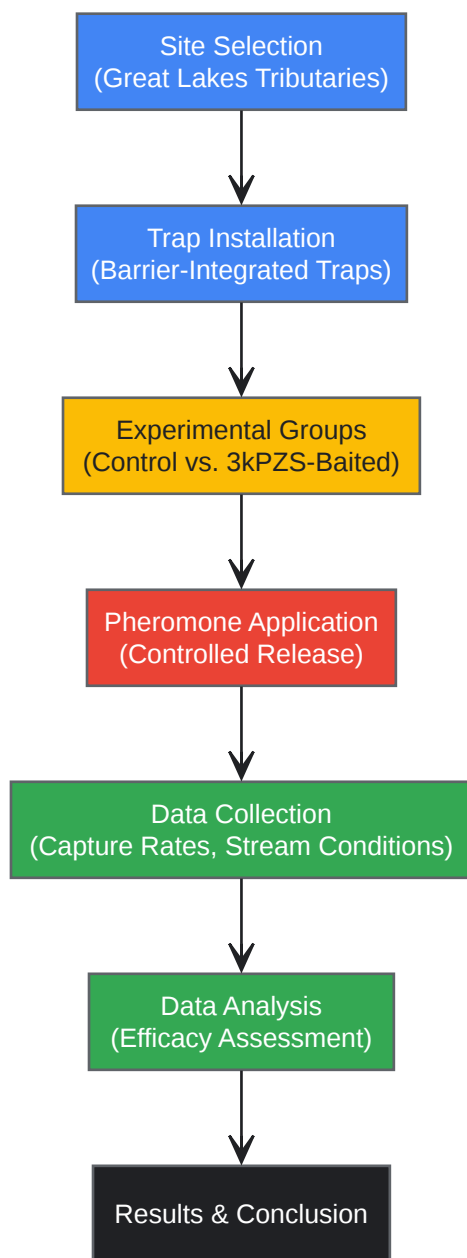 Site Selection
(Great Lakes Tributaries)
Trap Installation
(Barrier-Integrated Traps)
Experimental Groups
(Control vs. 3kPZS-Baited)
Pheromone Application
(Controlled Release)
Data Collection
(Capture Rates, Stream Conditions)
Data Analysis
(Efficacy Assessment)
Results & Conclusion